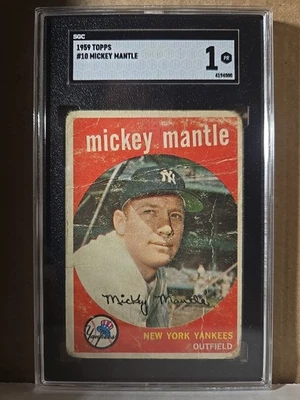 SGC
1959 TOPPS
#10 MICKEY MANTLE
1 PR
mickey mantle
NY
Mickey Mantle
Yankees
NEW YORK YANKEES
OUTFIELD